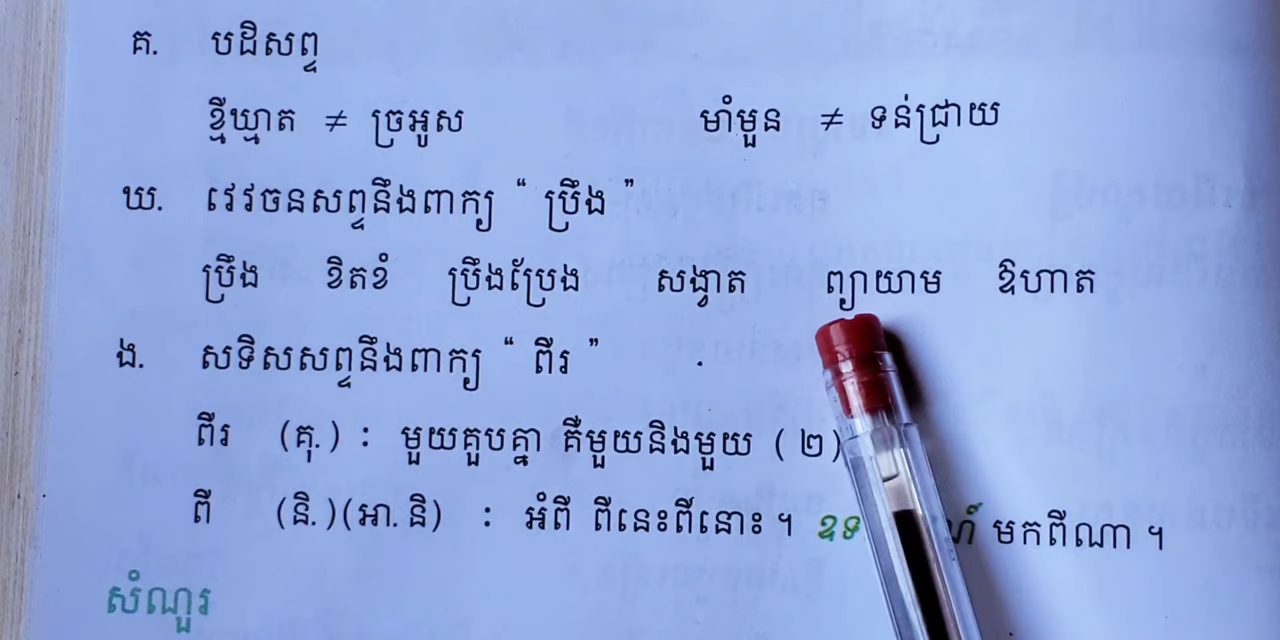 គ. បដិសព្ទ
ខ្មីឃ្មាត ≠ ច្រអូស មាំមួន ≠ ទន់ជ្រាយ
ឃ. វេវចនសព្ទនឹងពាក្យ “ ប្រឹង ”
ប្រឹង ខិតខំ ប្រឹងប្រែង សង្វាត ព្យាយាម ឱហាត
ង. សទិសសព្ទនឹងពាក្យ “ ពីរ ”
ពីរ (គុ.) : មួយគួបគ្នា គឺមួយនិងមួយ ( ២)
ពី (និ.)(អា. និ) : អំពី ពីនេះពីនោះ ។ មកពីណា ។
សំណួរ